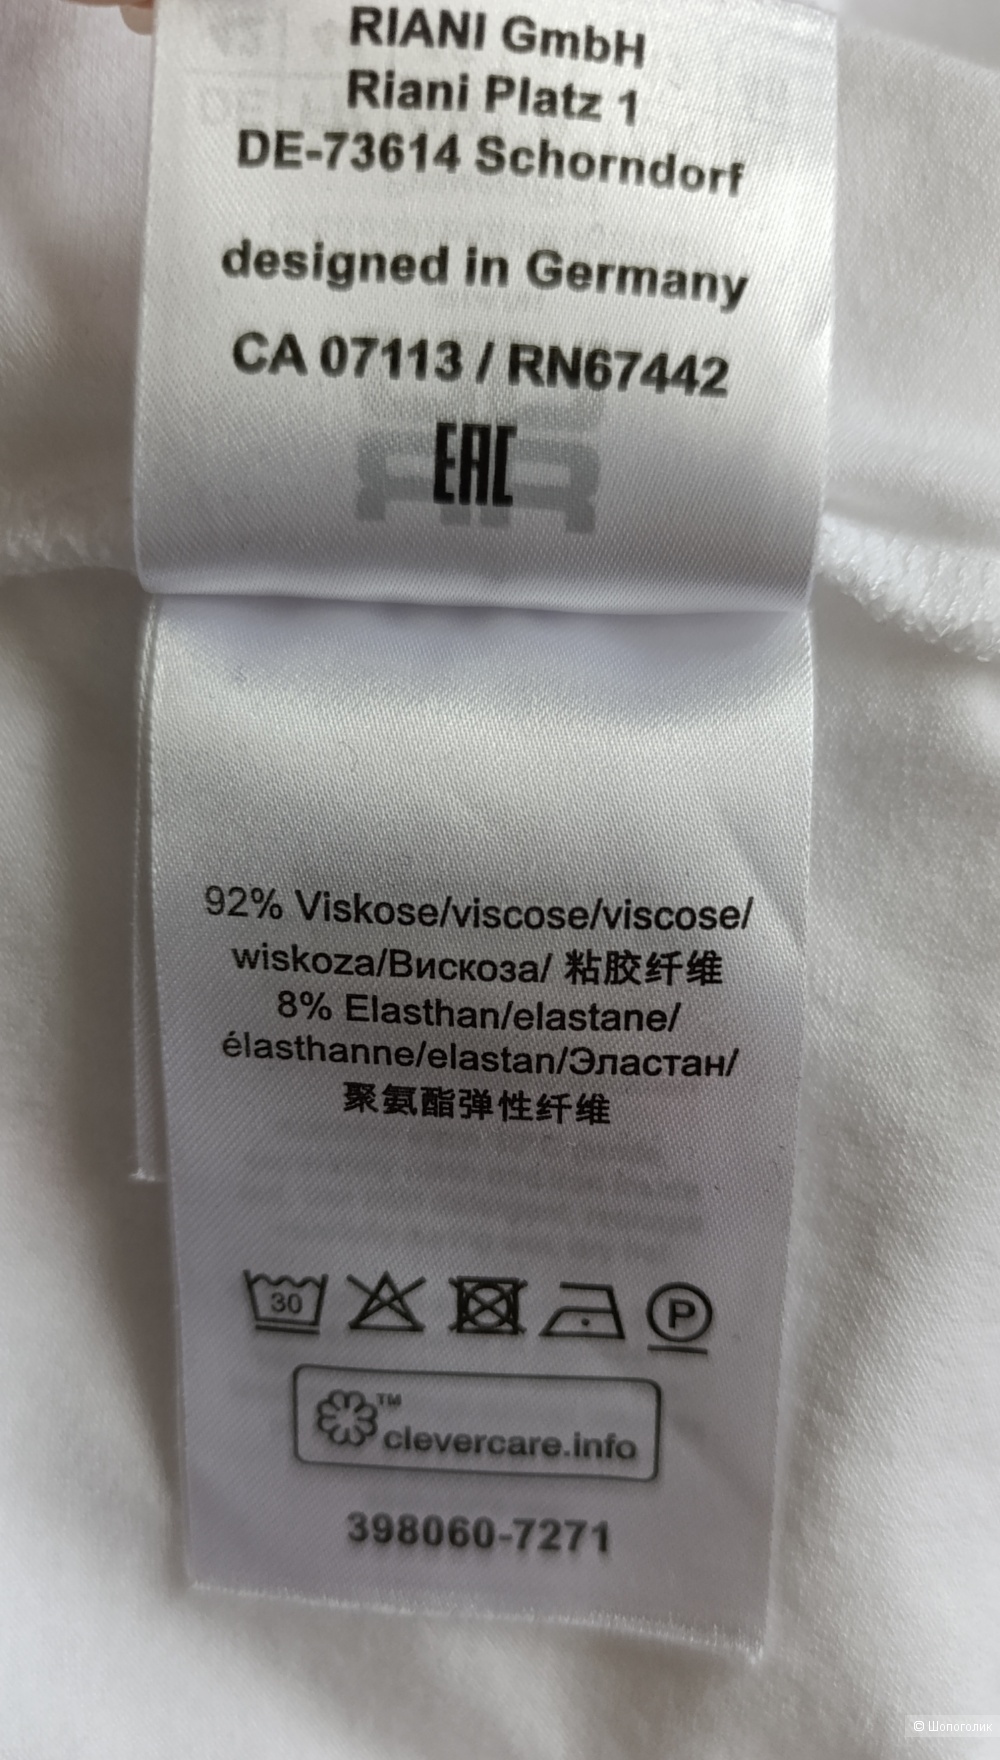 RIANI GmbH
Riani Platz 1
DE-73614 Schorndorf
designed in Germany
CA 07113 / RN67442
EAC
92% Viskose/viscose/viscose/
wiskoza/Вискоза/ 粘胶纤维
8% Elasthan/elastane/
élasthanne/elastan/Эластан/
聚氨酯弹性纤维
30
P
TM
clevercare.info
398060-7271
© Шопоголик